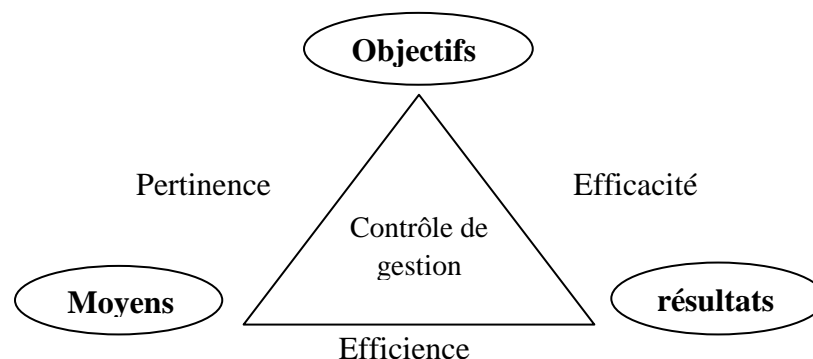 Objectifs
Pertinence
Efficacité
Contrôle de
gestion
Moyens
résultats
Efficience